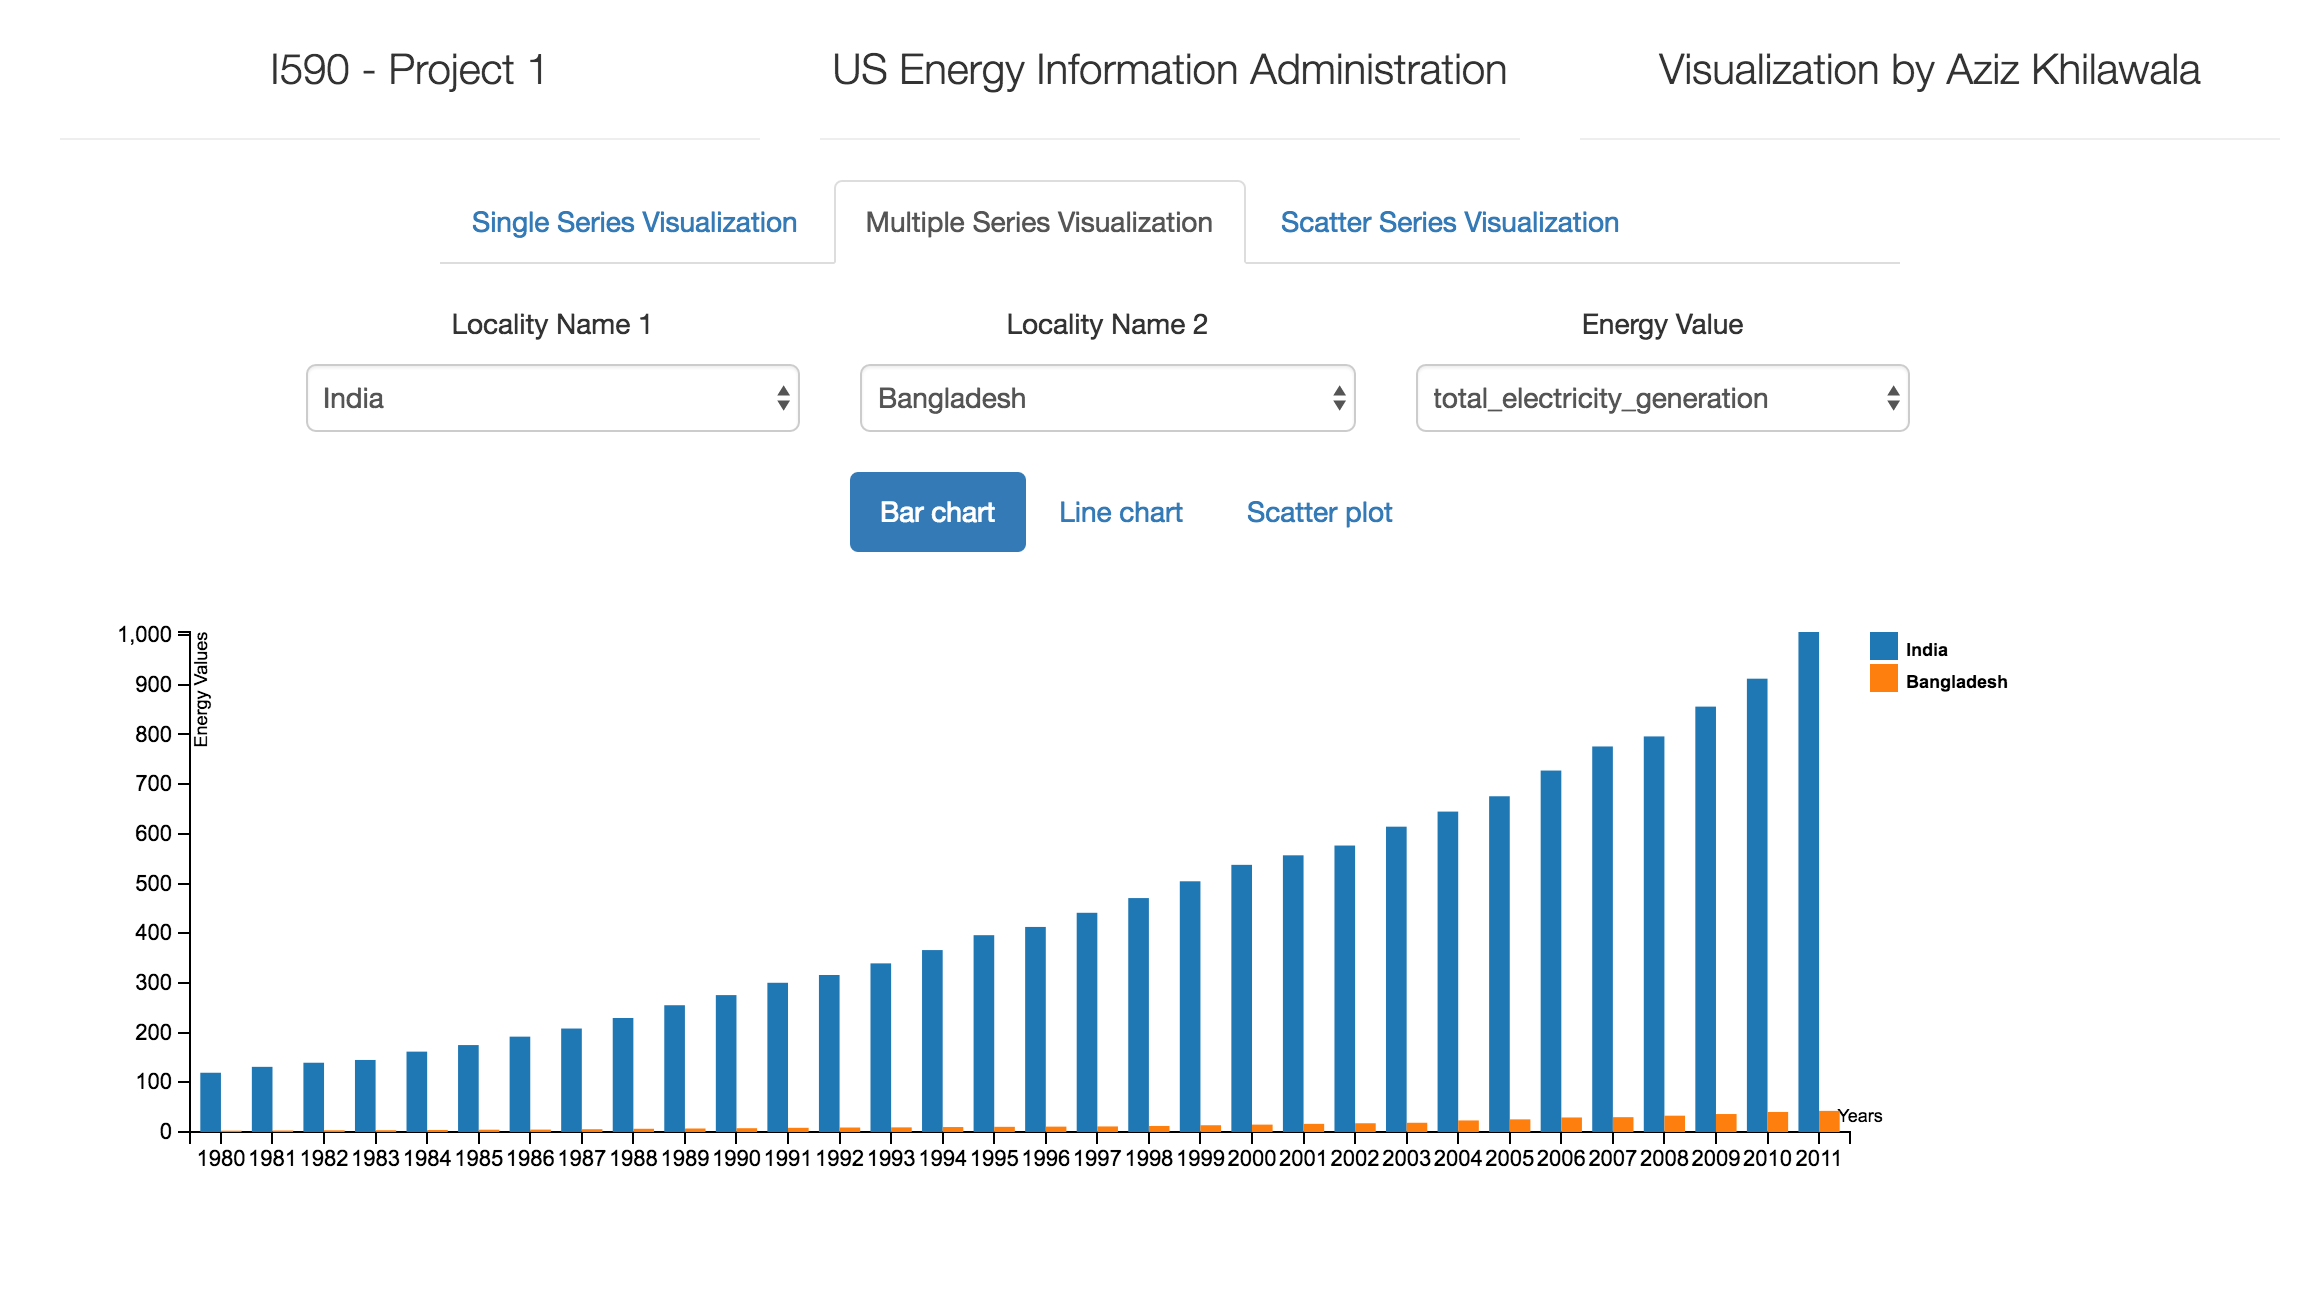 I590 - Project 1
US Energy Information Administration
Visualization by Aziz Khilawala
Single Series Visualization
Multiple Series Visualization
Scatter Series Visualization
Locality Name 1
Locality Name 2
Energy Value
India
Bangladesh
total_electricity_generation
Bar chart
Line chart
Scatter plot
1,000
900
800
700
600
500
400
300
200
100
0
Energy Values
India
Bangladesh
Years
1980 1981 1982 1983 1984 1985 1986 1987 1988 1989 1990 1991 1992 1993 1994 1995 1996 1997 1998 1999 2000 2001 2002 2003 2004 2005 2006 2007 2008 2009 2010 2011